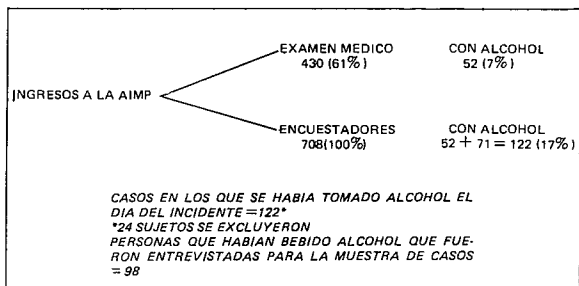 EXAMEN MEDICO CON ALCOHOL
430 (61%) 52 (7%)
INGRESOS A LA AIMP
ENCUESTADORES CON ALCOHOL
708(100%) 52 + 71 = 122 (17%)
CASOS EN LOS QUE SE HABIA TOMADO ALCOHOL EL
DIA DEL INCIDENTE =122*
*24 SUJETOS SE EXCLUYERON
PERSONAS QUE HABIAN BEBIDO ALCOHOL QUE FUE-
RON ENTREVISTADAS PARA LA MUESTRA DE CASOS
= 98